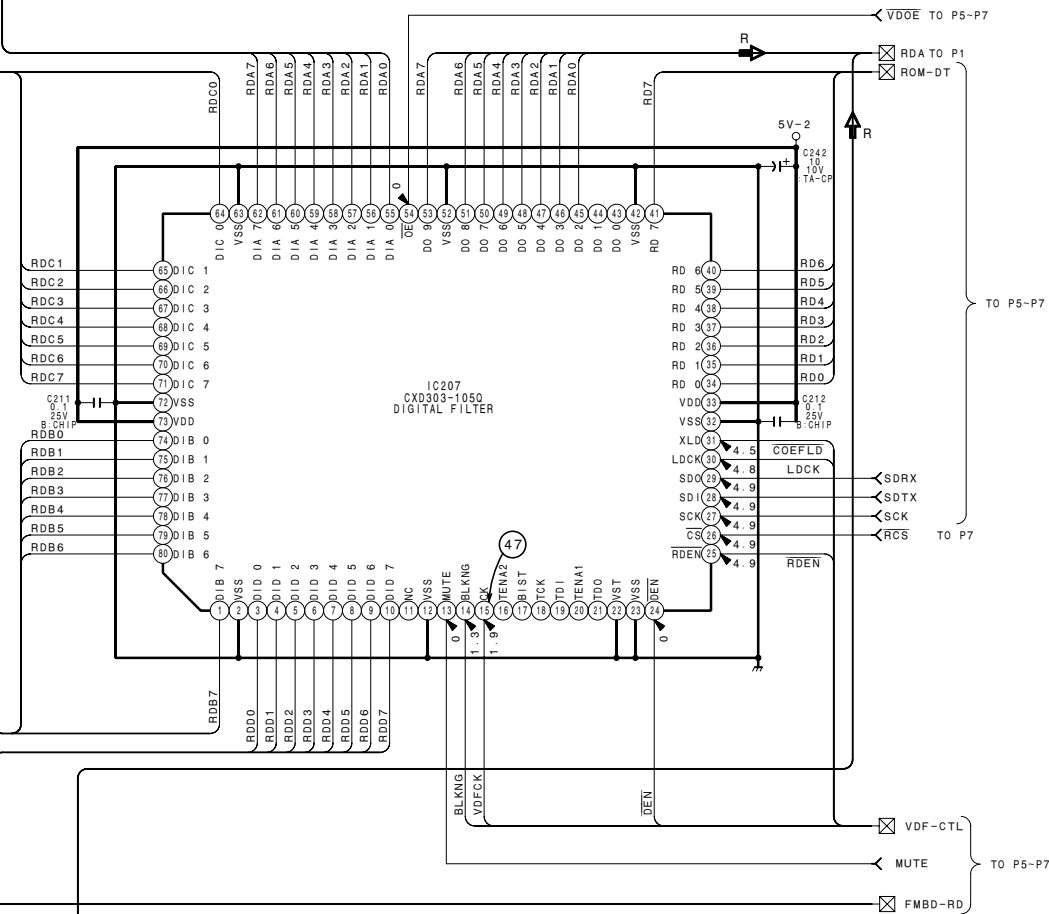 VDOE TO P5~P7
R
RDA TO P1
ROM-DT
RDC0
RDA7
RDA6
RDA5
RDA4
RDA3
RDA2
RDA1
RDA0
RDA7
RDA6
RDA5
RDA4
RDA3
RDA2
RDA1
RDA0
RD7
5V-2
R
C242
10
10V
:TA-CP
0
64 63 62 61 60 59 58 57 56 55 54 53 52 51 50 49 48 47 46 45 44 43 42 41
DIC 0
VSS
DIA 7
DIA 6
DIA 5
DIA 4
DIA 3
DIA 2
DIA 1
DIA 0
OE
DO 9
VSS
DO 8
DO 7
DO 6
DO 5
DO 4
DO 3
DO 2
DO 1
DO 0
VSS
RD 7
RDC1 65 DIC 1
RDC2 66 DIC 2
RDC3 67 DIC 3
RDC4 68 DIC 4
RDC5 69 DIC 5
RDC6 70 DIC 6
RDC7 71 DIC 7
72 VSS
73 VDD
C211
0.1
25V
B:CHIP
RDB0 74 DIB 0
RDB1 75 DIB 1
RDB2 76 DIB 2
RDB3 77 DIB 3
RDB4 78 DIB 4
RDB5 79 DIB 5
RDB6 80 DIB 6
IC207
CXD303-105Q
DIGITAL FILTER
RD 6 40 RD6
RD 5 39 RD5
RD 4 38 RD4
RD 3 37 RD3
RD 2 36 RD2
RD 1 35 RD1
RD 0 34 RD0
TO P5~P7
VDD 33
VSS 32
C212
0.1
25V
B:CHIP
XLD 31 4.5 COEFLD
LDCK 30 4.8 LDCK
SDO 29 4.9 SDRX
SDI 28 4.9 SDTX
SCK 27 4.9 SCK
CS 26 4.9 RCS TO P7
RDEN 25 4.9 RDEN
47
DIB 7
VSS
DID 0
DID 1
DID 2
DID 3
DID 4
DID 5
DID 6
DID 7
NC
VSS
MUTE
BLKNG
CK
TENA2
BIST
TCK
TDI
TENA1
TDO
VST
VSS
DEN
1 2 3 4 5 6 7 8 9 10 11 12 13 14 15 16 17 18 19 20 21 22 23 24
0
1.3
1.9
0
RDB7
RDD0
RDD1
RDD2
RDD3
RDD4
RDD5
RDD6
RDD7
BLKNG
VDFCK
DEN
VDF-CTL
MUTE
TO P5~P7
FMBD-RD